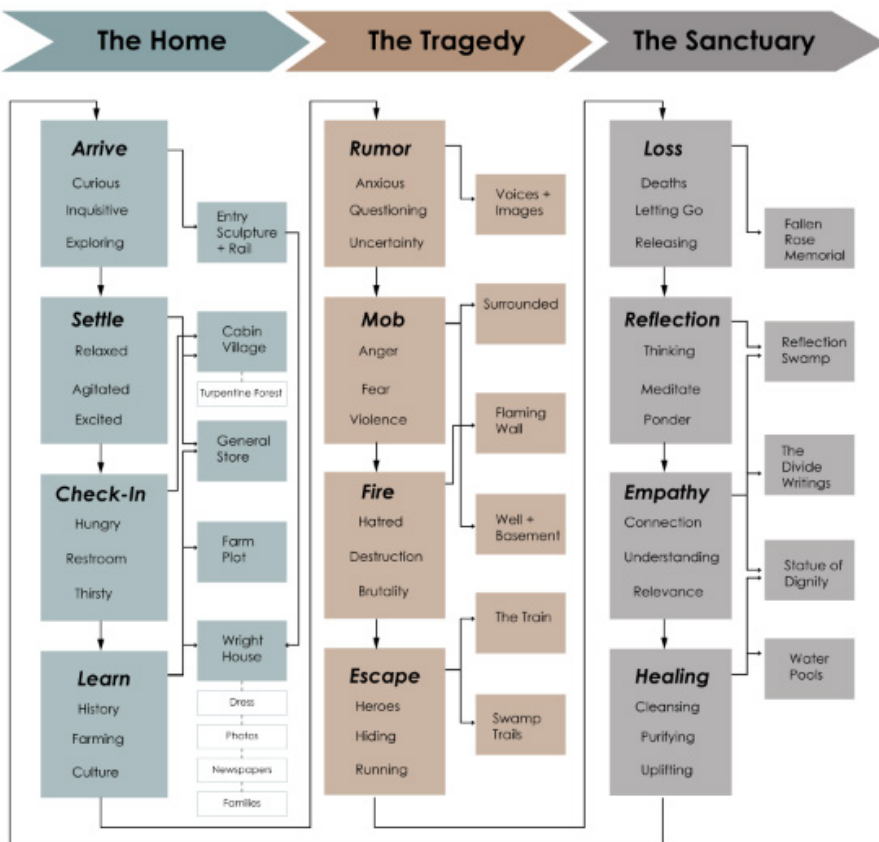 The Home
The Tragedy
The Sanctuary
Arrive
Curious
Inquisitive
Exploring
Entry
Sculpture
+ Rail
Settle
Relaxed
Agitated
Excited
Cabin
Village
Turpentine Forest
General
Store
Check-In
Hungry
Restroom
Thirsty
Farm
Plot
Learn
History
Farming
Culture
Wright
House
Dress
Photos
Newspapers
Families
Rumor
Anxious
Questioning
Uncertainty
Voices +
Images
Mob
Anger
Fear
Violence
Surrounded
Flaming
Wall
Fire
Hatred
Destruction
Brutality
Well +
Basement
Escape
Heroes
Hiding
Running
The Train
Swamp
Trails
Loss
Deaths
Letting Go
Releasing
Fallen
Rose
Memorial
Reflection
Thinking
Meditate
Ponder
Reflection
Swamp
The
Divide
Writings
Empathy
Connection
Understanding
Relevance
Statue of
Dignity
Healing
Cleansing
Purifying
Uplifting
Water
Pools